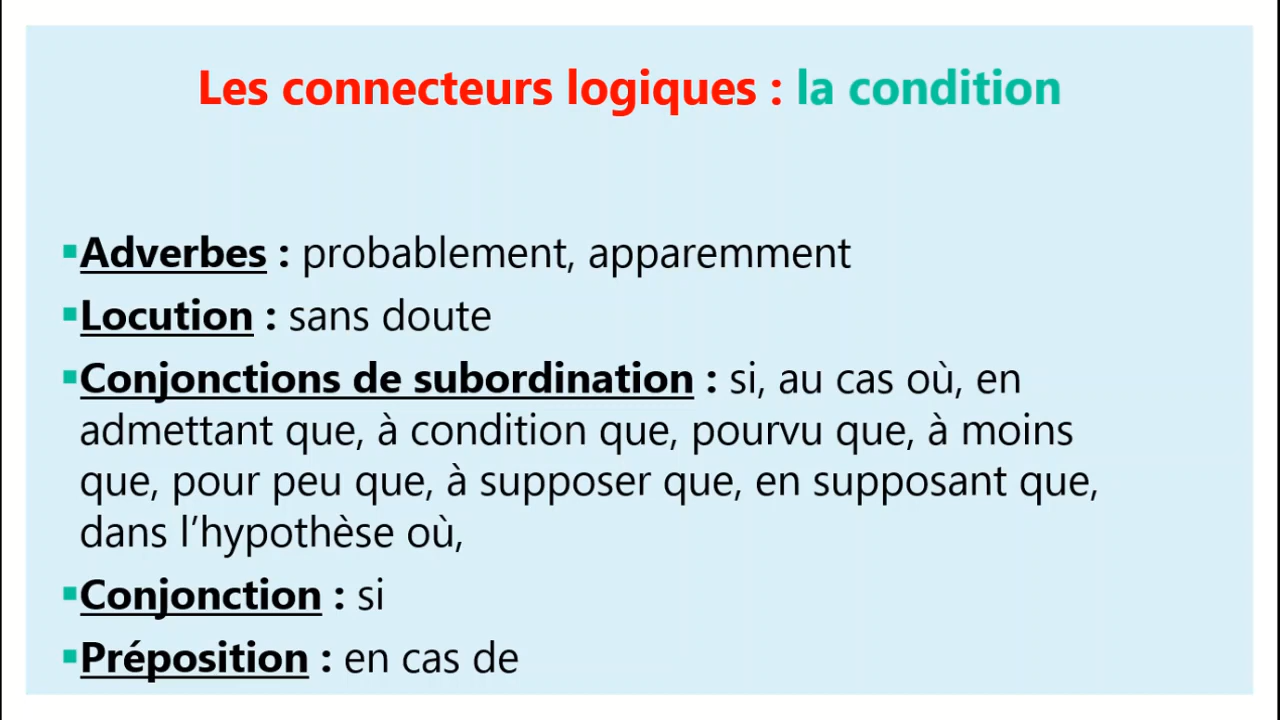 Les connecteurs logiques : la condition
▪Adverbes : probablement, apparemment
▪Locution : sans doute
▪Conjonctions de subordination : si, au cas où, en
admettant que, à condition que, pourvu que, à moins
que, pour peu que, à supposer que, en supposant que,
dans l’hypothèse où,
▪Conjonction : si
▪Préposition : en cas de